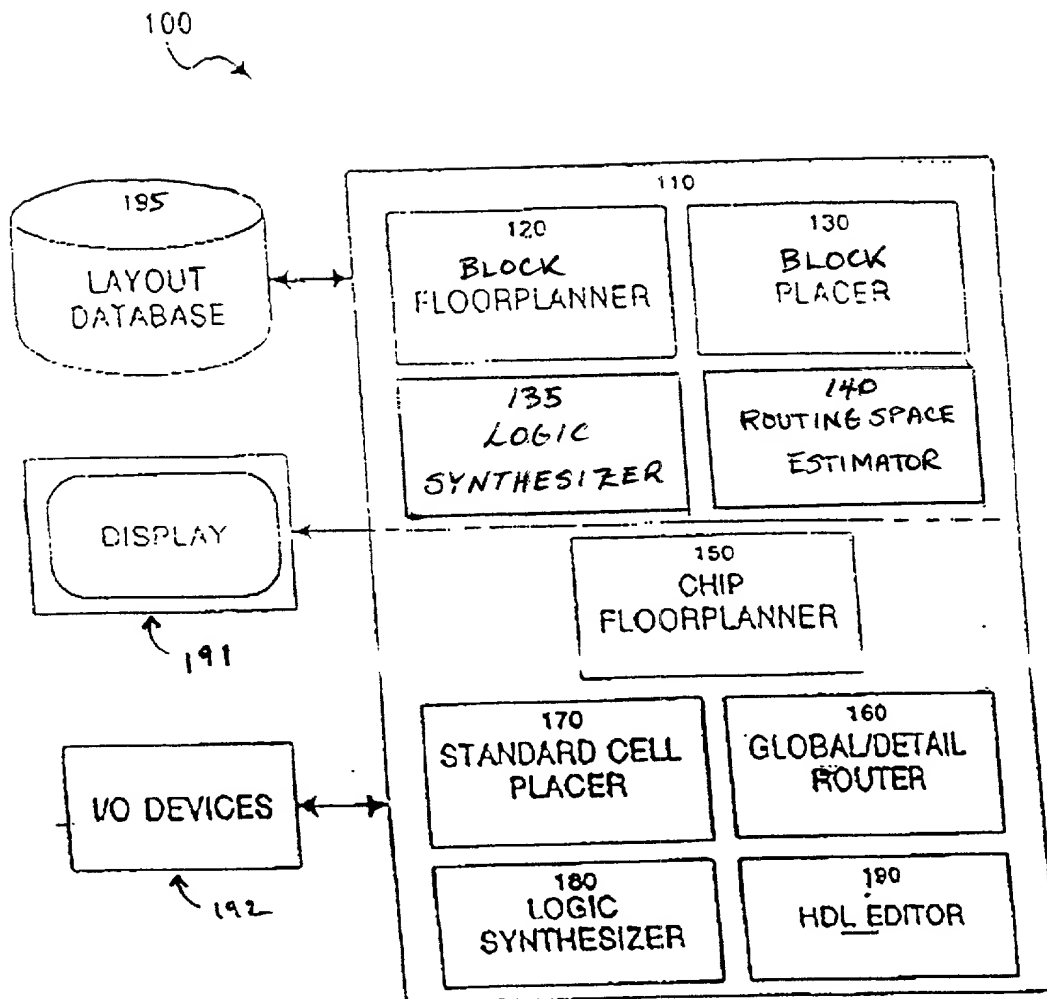 100
195
LAYOUT
DATABASE
110
120
BLOCK
FLOORPLANNER
130
BLOCK
PLACER
135
LOGIC
SYNTHESIZER
140
ROUTING SPACE
ESTIMATOR
DISPLAY
191
150
CHIP
FLOORPLANNER
170
STANDARD CELL
PLACER
160
GLOBAL/DETAIL
ROUTER
I/O DEVICES
192
180
LOGIC
SYNTHESIZER
190
HDL EDITOR